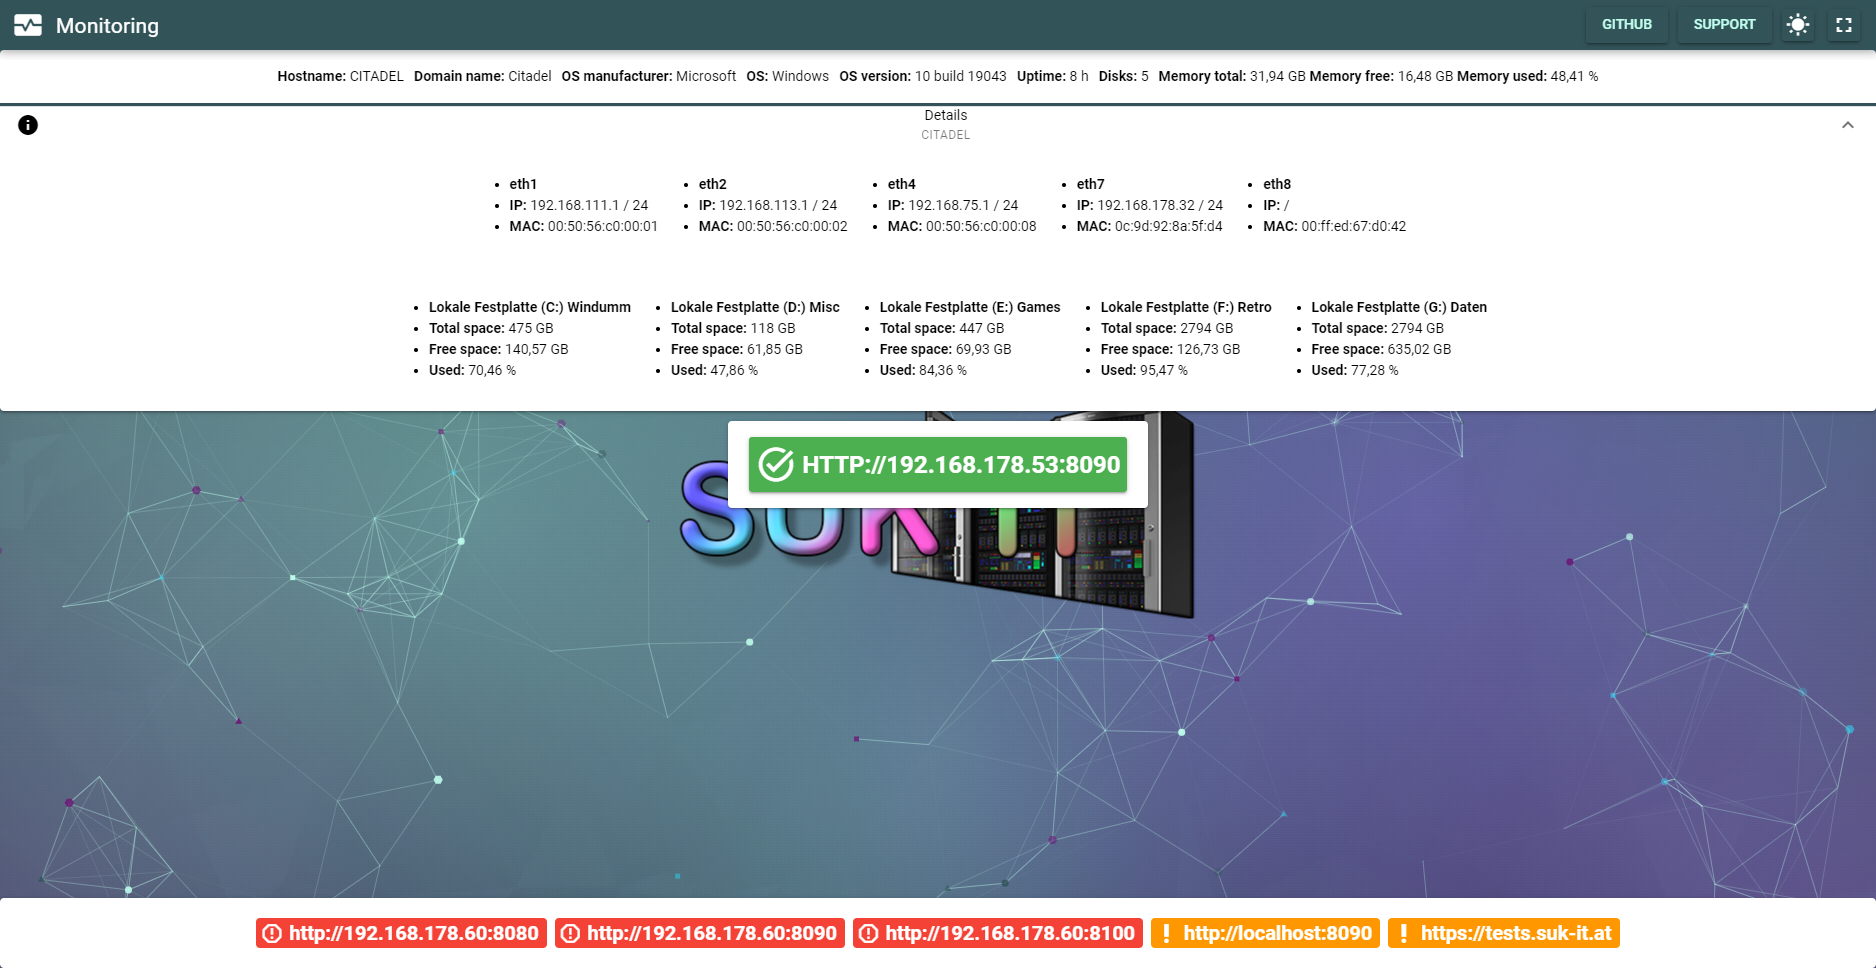 Monitoring
GITHUB
SUPPORT
Hostname: CITADEL Domain name: Citadel OS manufacturer: Microsoft OS: Windows OS version: 10 build 19043 Uptime: 8 h Disks: 5 Memory total: 31,94 GB Memory free: 16,48 GB Memory used: 48,41 %
Details
CITADEL
eth1
IP: 192.168.111.1 / 24
MAC: 00:50:56:c0:00:01
eth2
IP: 192.168.113.1 / 24
MAC: 00:50:56:c0:00:02
eth4
IP: 192.168.75.1 / 24
MAC: 00:50:56:c0:00:08
eth7
IP: 192.168.178.32 / 24
MAC: 0c:9d:92:8a:5f:d4
eth8
IP: /
MAC: 00:ff:ed:67:d0:42
Lokale Festplatte (C:) Windumm
Total space: 475 GB
Free space: 140,57 GB
Used: 70,46 %
Lokale Festplatte (D:) Misc
Total space: 118 GB
Free space: 61,85 GB
Used: 47,86 %
Lokale Festplatte (E:) Games
Total space: 447 GB
Free space: 69,93 GB
Used: 84,36 %
Lokale Festplatte (F:) Retro
Total space: 2794 GB
Free space: 126,73 GB
Used: 95,47 %
Lokale Festplatte (G:) Daten
Total space: 2794 GB
Free space: 635,02 GB
Used: 77,28 %
HTTP://192.168.178.53:8090
SUK IT
http://192.168.178.60:8080
http://192.168.178.60:8090
http://192.168.178.60:8100
http://localhost:8090
https://tests.suk-it.at